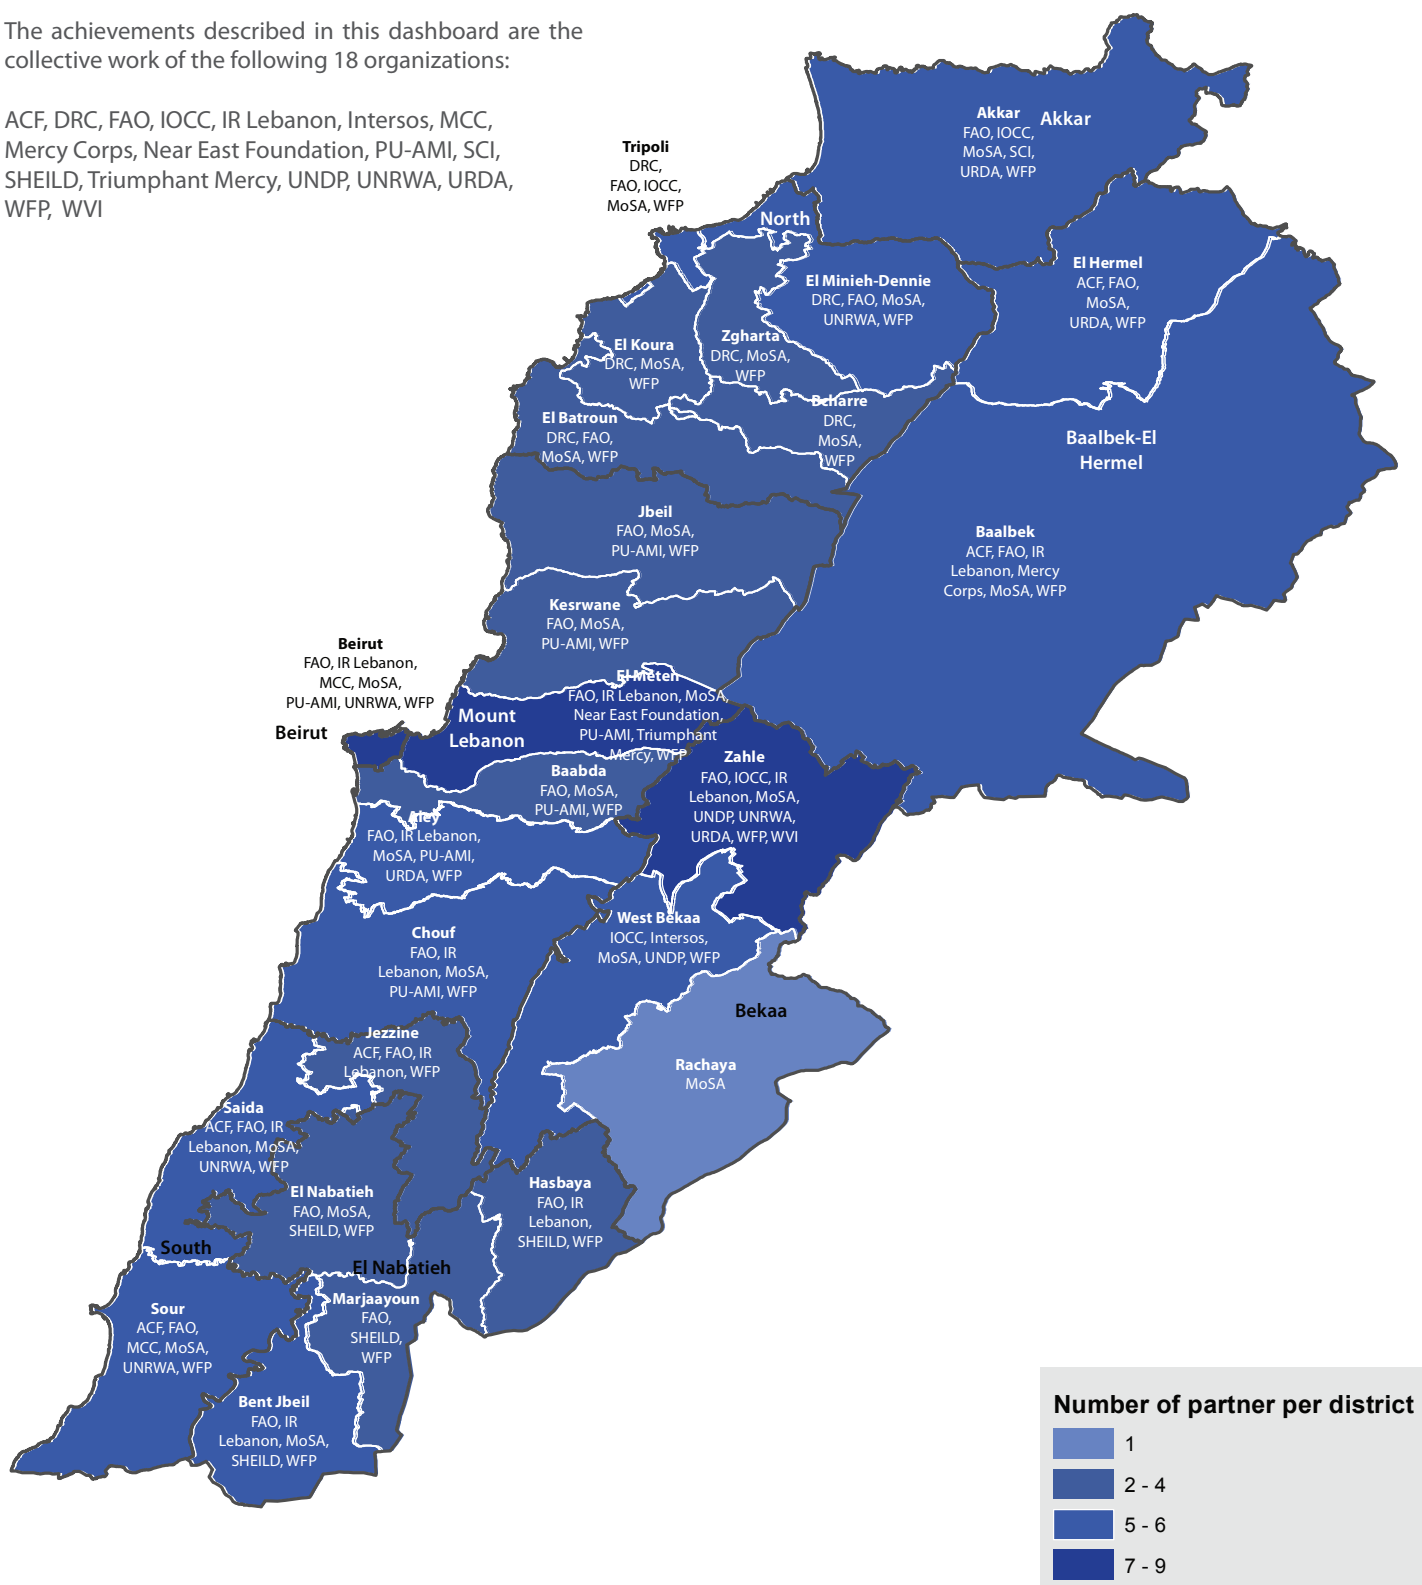 The achievements described in this dashboard are the
collective work of the following 18 organizations:
ACF, DRC, FAO, IOCC, IR Lebanon, Intersos, MCC,
Mercy Corps, Near East Foundation, PU-AMI, SCI,
SHEILD, Triumphant Mercy, UNDP, UNRWA, URDA,
WFP, WVI
Akkar
FAO, IOCC,
MoSA, SCI,
URDA, WFP
Akkar
Tripoli
DRC,
FAO, IOCC,
MoSA, WFP
North
El Minieh-Dennie
DRC, FAO, MoSA,
UNRWA, WFP
El Hermel
ACF, FAO,
MoSA,
URDA, WFP
Zgharta
DRC, MoSA,
WFP
El Koura
DRC, MoSA,
WFP
Bcharre
DRC,
MoSA,
WFP
El Batroun
DRC, FAO,
MoSA, WFP
Baalbek-El
Hermel
Jbeil
FAO, MoSA,
PU-AMI, WFP
Baalbek
ACF, FAO, IR
Lebanon, Mercy
Corps, MoSA, WFP
Kesrwane
FAO, MoSA,
PU-AMI, WFP
Beirut
FAO, IR Lebanon,
MCC, MoSA,
PU-AMI, UNRWA, WFP
Beirut
El Meten
FAO, IR Lebanon, MoSA,
Near East Foundation,
PU-AMI, Triumphant
Mercy, WFP
Mount
Lebanon
Zahle
FAO, IOCC, IR
Lebanon, MoSA,
UNDP, UNRWA,
URDA, WFP, WVI
Baabda
FAO, MoSA,
PU-AMI, WFP
Aley
FAO, IR Lebanon,
MoSA, PU-AMI,
URDA, WFP
West Bekaa
IOCC, Intersos,
MoSA, UNDP, WFP
Chouf
FAO, IR
Lebanon, MoSA,
PU-AMI, WFP
Bekaa
Jezzine
ACF, FAO, IR
Lebanon, WFP
Rachaya
MoSA
Saida
ACF, FAO, IR
Lebanon, MoSA,
UNRWA, WFP
El Nabatieh
FAO, MoSA,
SHEILD, WFP
Hasbaya
FAO, IR
Lebanon,
SHEILD, WFP
South
El Nabatieh
Marjaayoun
FAO,
SHEILD,
WFP
Sour
ACF, FAO,
MCC, MoSA,
UNRWA, WFP
Bent Jbeil
FAO, IR
Lebanon, MoSA,
SHEILD, WFP
Number of partner per district
1
2 - 4
5 - 6
7 - 9